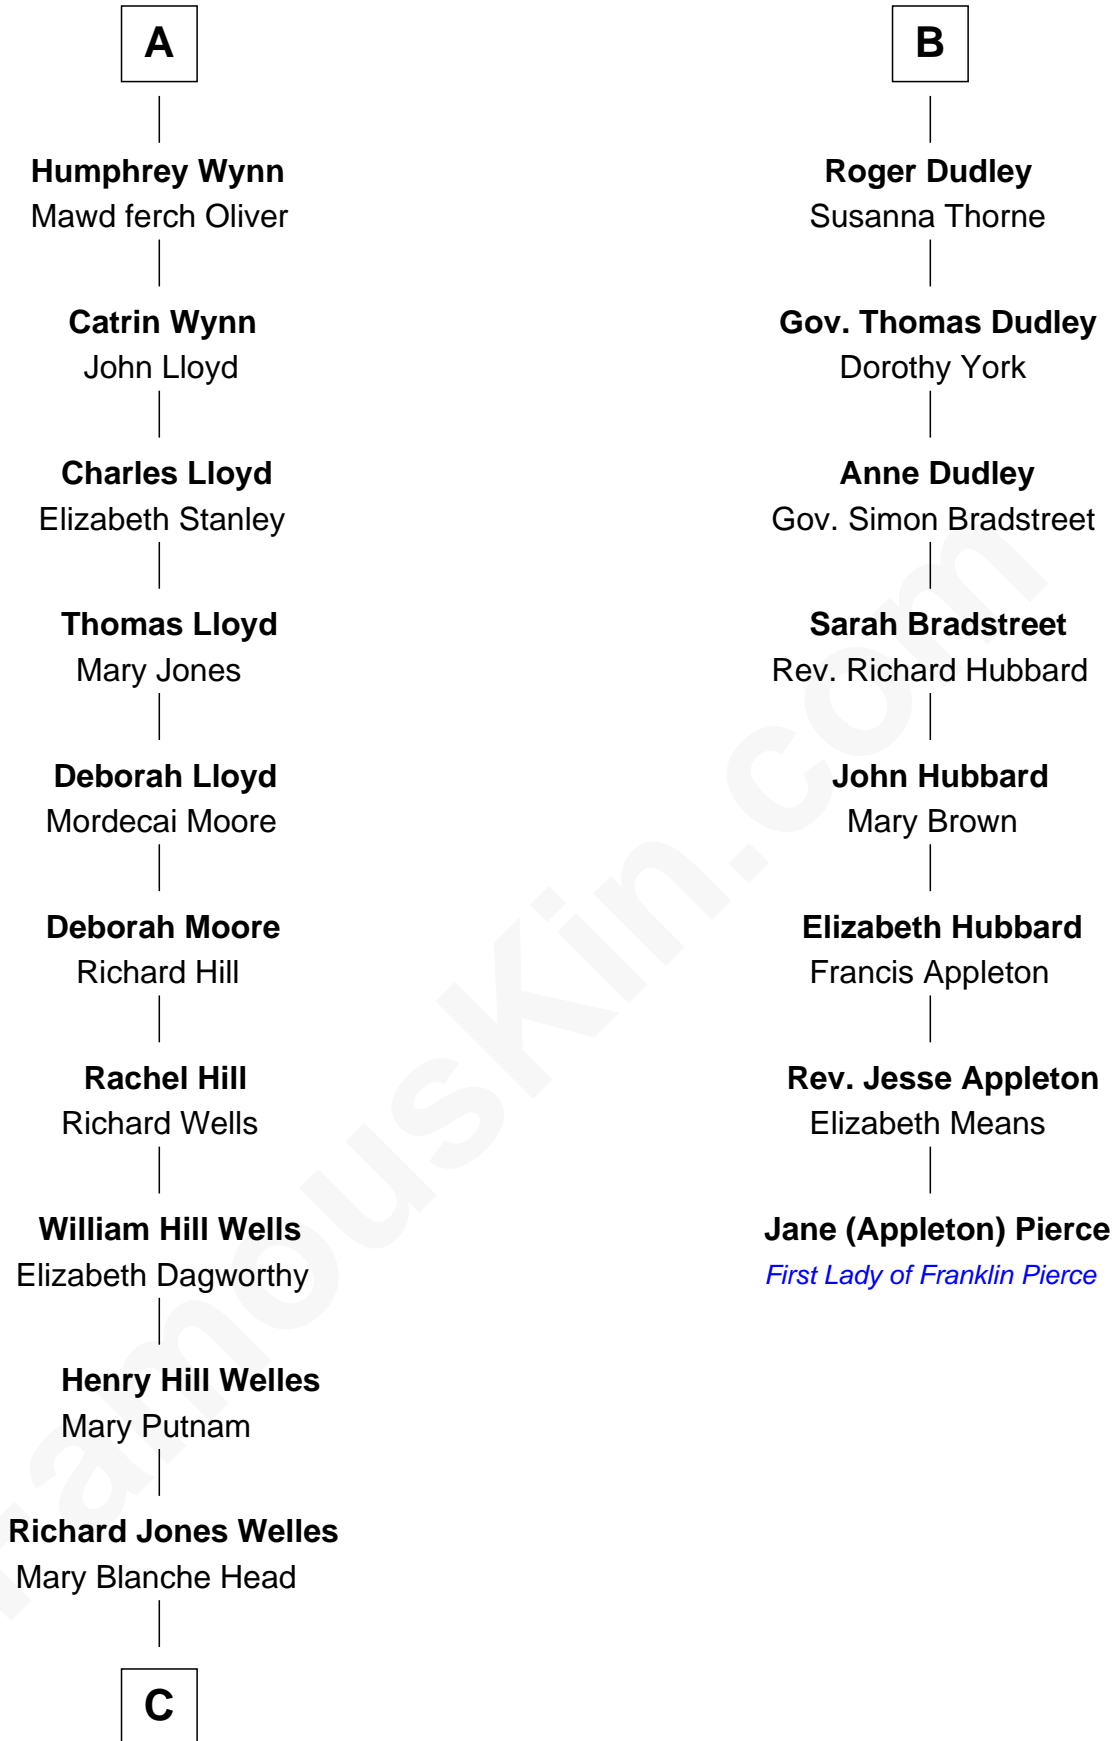 A
Humphrey Wynn
Mawd ferch Oliver
Catrin Wynn
John Lloyd
Charles Lloyd
Elizabeth Stanley
Thomas Lloyd
Mary Jones
Deborah Lloyd
Mordecai Moore
Deborah Moore
Richard Hill
Rachel Hill
Richard Wells
William Hill Wells
Elizabeth Dagworthy
Henry Hill Welles
Mary Putnam
Richard Jones Welles
Mary Blanche Head
C
B
Roger Dudley
Susanna Thorne
Gov. Thomas Dudley
Dorothy York
Anne Dudley
Gov. Simon Bradstreet
Sarah Bradstreet
Rev. Richard Hubbard
John Hubbard
Mary Brown
Elizabeth Hubbard
Francis Appleton
Rev. Jesse Appleton
Elizabeth Means
Jane (Appleton) Pierce
First Lady of Franklin Pierce
FamousKin.com